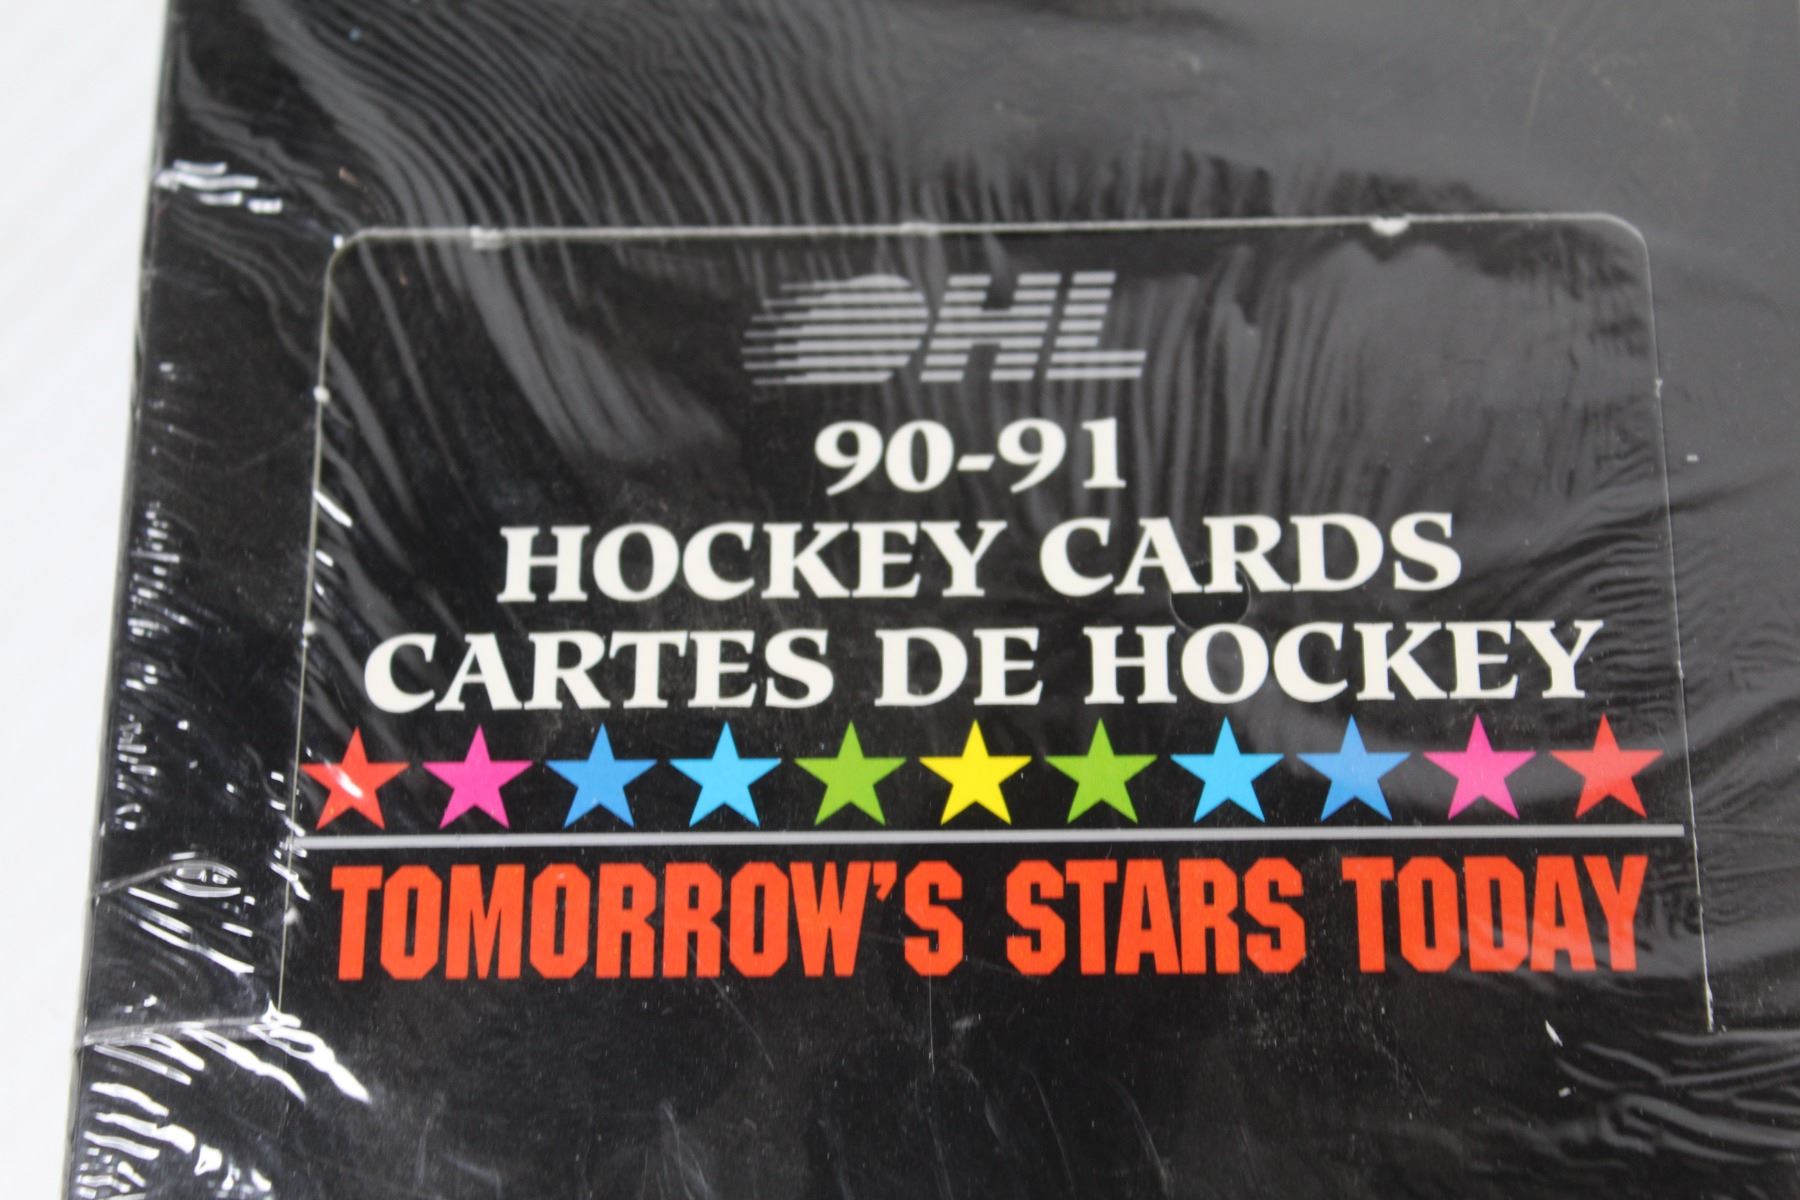 OHL
90-91
HOCKEY CARDS
CARTES DE HOCKEY
TOMORROW'S STARS TODAY